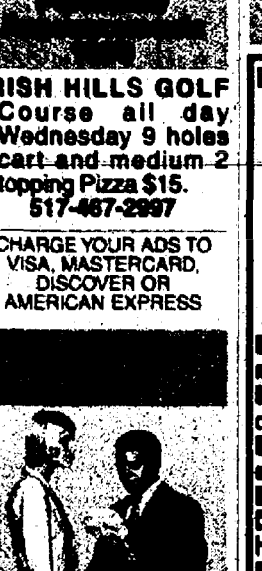 RISH HILLS GOLF
Course all day
Wednesday 9 holes
cart and medium 2
topping Pizza $15.
517-467-2997
CHARGE YOUR ADS TO
VISA, MASTERCARD,
DISCOVER OR
AMERICAN EXPRESS